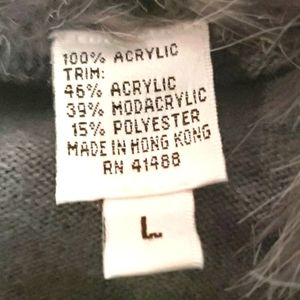 100% ACRYLIC
TRIM:
46% ACRYLIC
39% MODACRYLIC
15% POLYESTER
MADE IN HONG KONG
RN 41488
L